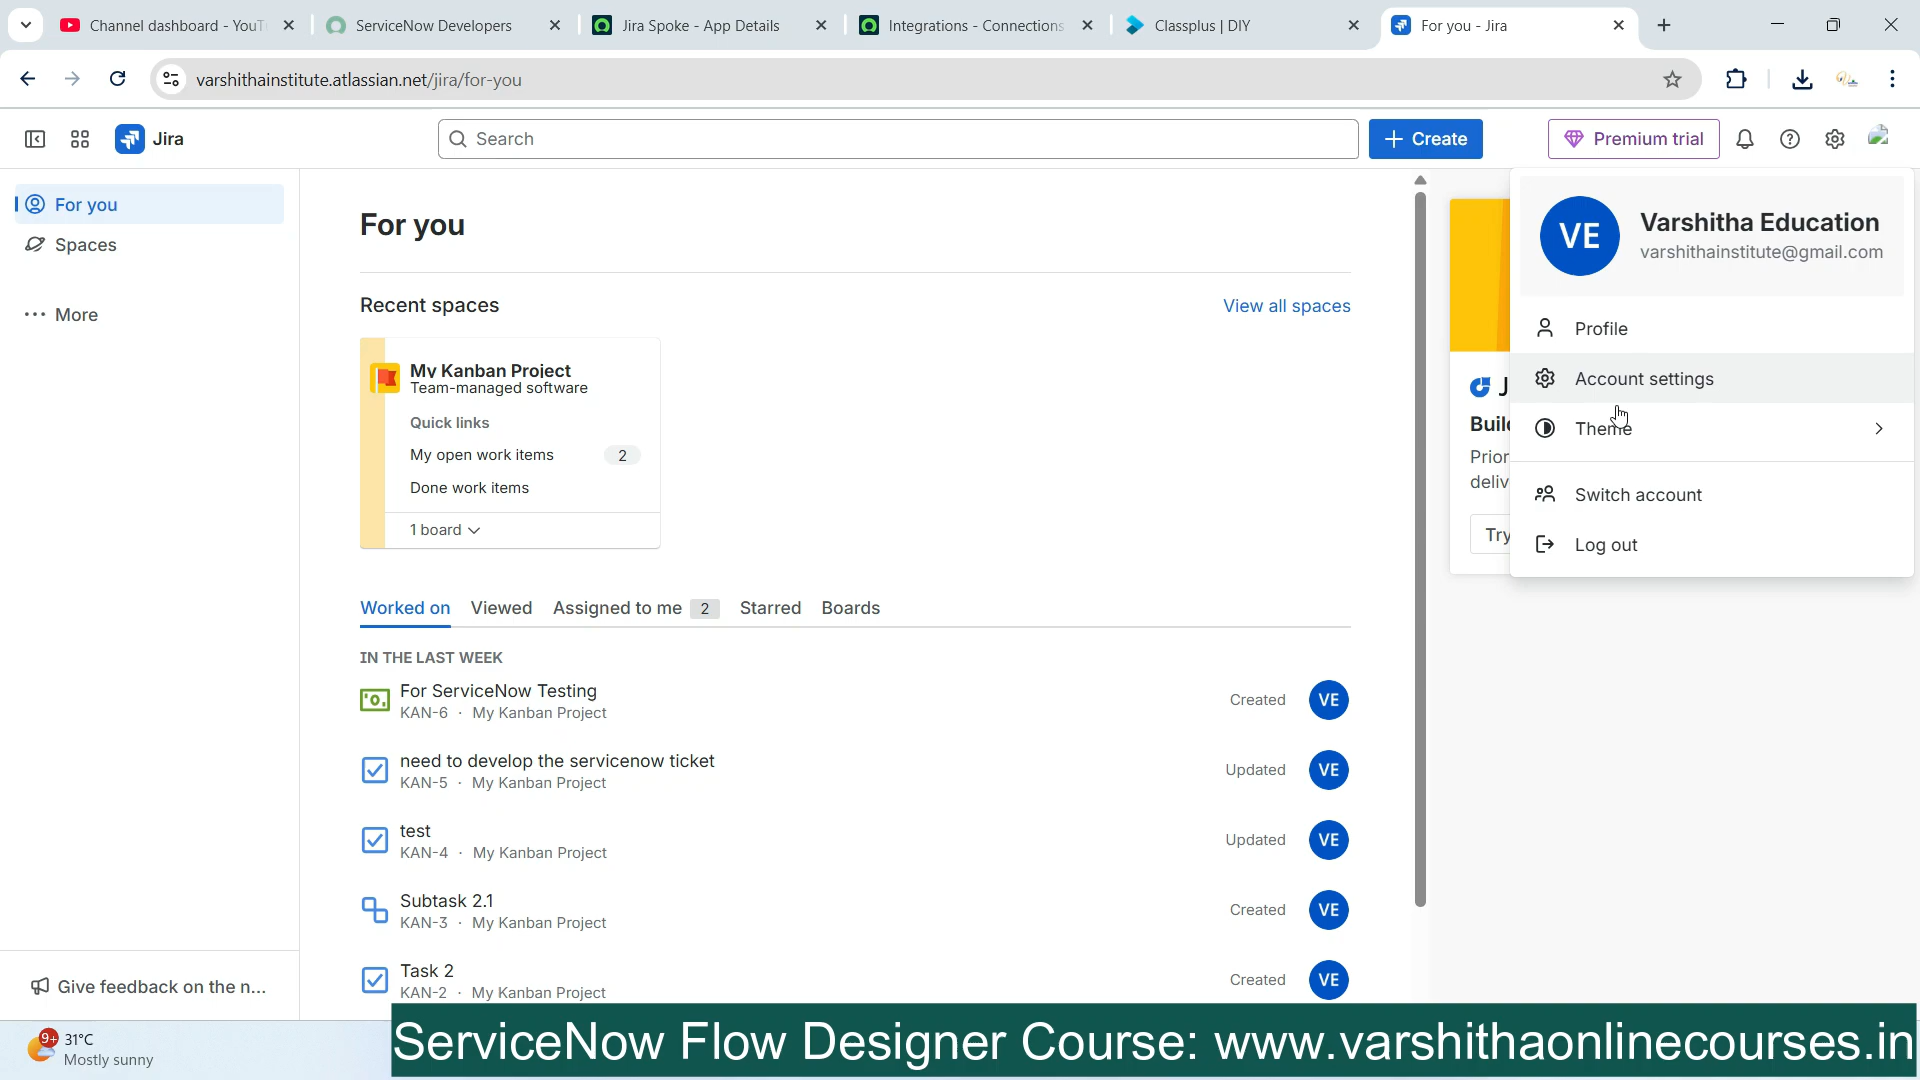 Channel dashboard - YouT
ServiceNow Developers
Jira Spoke - App Details
Integrations - Connections
Classplus | DIY
For you - Jira
varshithainstitute.atlassian.net/jira/for-you
Jira
Search
Create
Premium trial
For you
Spaces
More
For you
Recent spaces
View all spaces
My Kanban Project
Team-managed software
Quick links
My open work items 2
Done work items
1 board
Worked on
Viewed
Assigned to me 2
Starred
Boards
IN THE LAST WEEK
For ServiceNow Testing
KAN-6 · My Kanban Project
Created VE
need to develop the servicenow ticket
KAN-5 · My Kanban Project
Updated VE
test
KAN-4 · My Kanban Project
Updated VE
Subtask 2.1
KAN-3 · My Kanban Project
Created VE
Task 2
KAN-2 · My Kanban Project
Created VE
J
Buil
Prior
deliv
Try
VE
Varshitha Education
varshithainstitute@gmail.com
Profile
Account settings
Theme
Switch account
Log out
Give feedback on the n...
9+
31°C
Mostly sunny
ServiceNow Flow Designer Course: www.varshithaonlinecourses.in